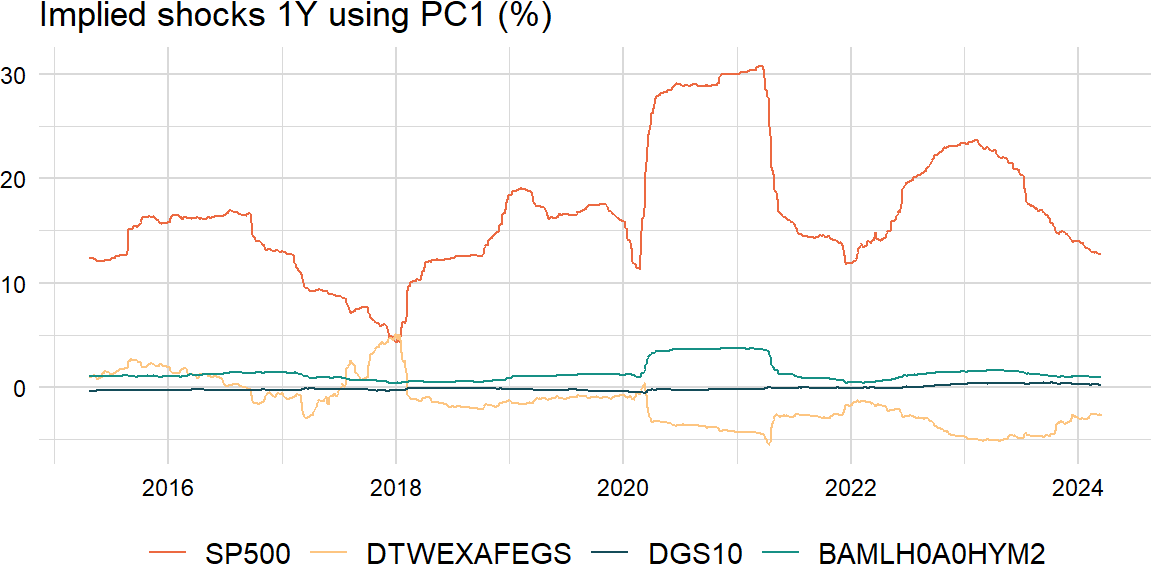 Implied shocks 1Y using PC1 (%)
30
20
10
0
2016 2018 2020 2022 2024
SP500 DTWEXAFEGS DGS10 BAMLH0A0HYM2